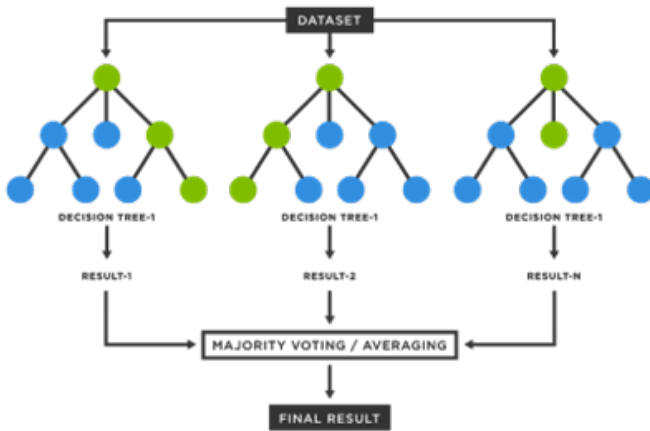 DATASET
DECISION TREE-1
DECISION TREE-1
DECISION TREE-1
RESULT-1
RESULT-2
RESULT-N
MAJORITY VOTING / AVERAGING
FINAL RESULT